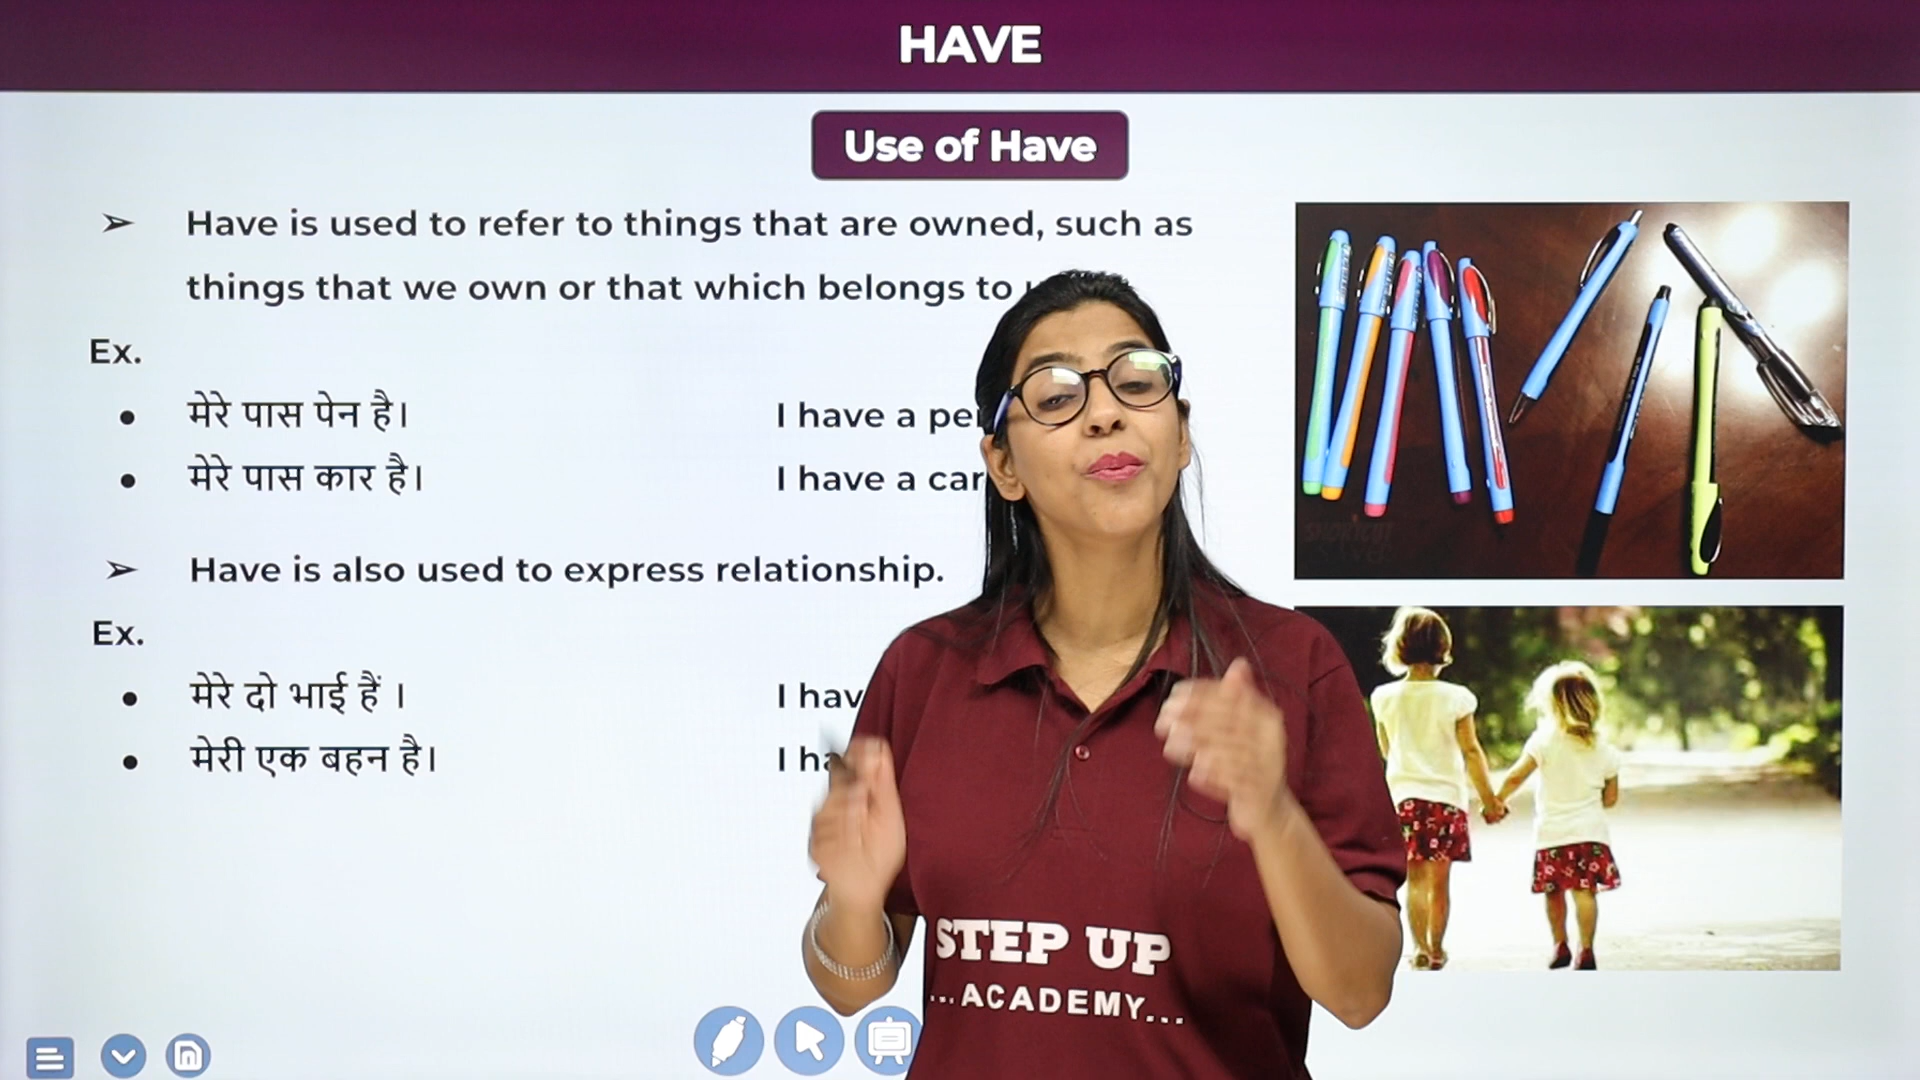 HAVE
Use of Have
➢ Have is used to refer to things that are owned, such as
things that we own or that which belongs to
Ex.
• मेरे पास पेन है। I have a
• मेरे पास कार है। I have a car
➢ Have is also used to express relationship.
Ex.
• मेरे दो भाई हैं । I
• मेरी एक बहन है। I
STEP UP
...ACADEMY...